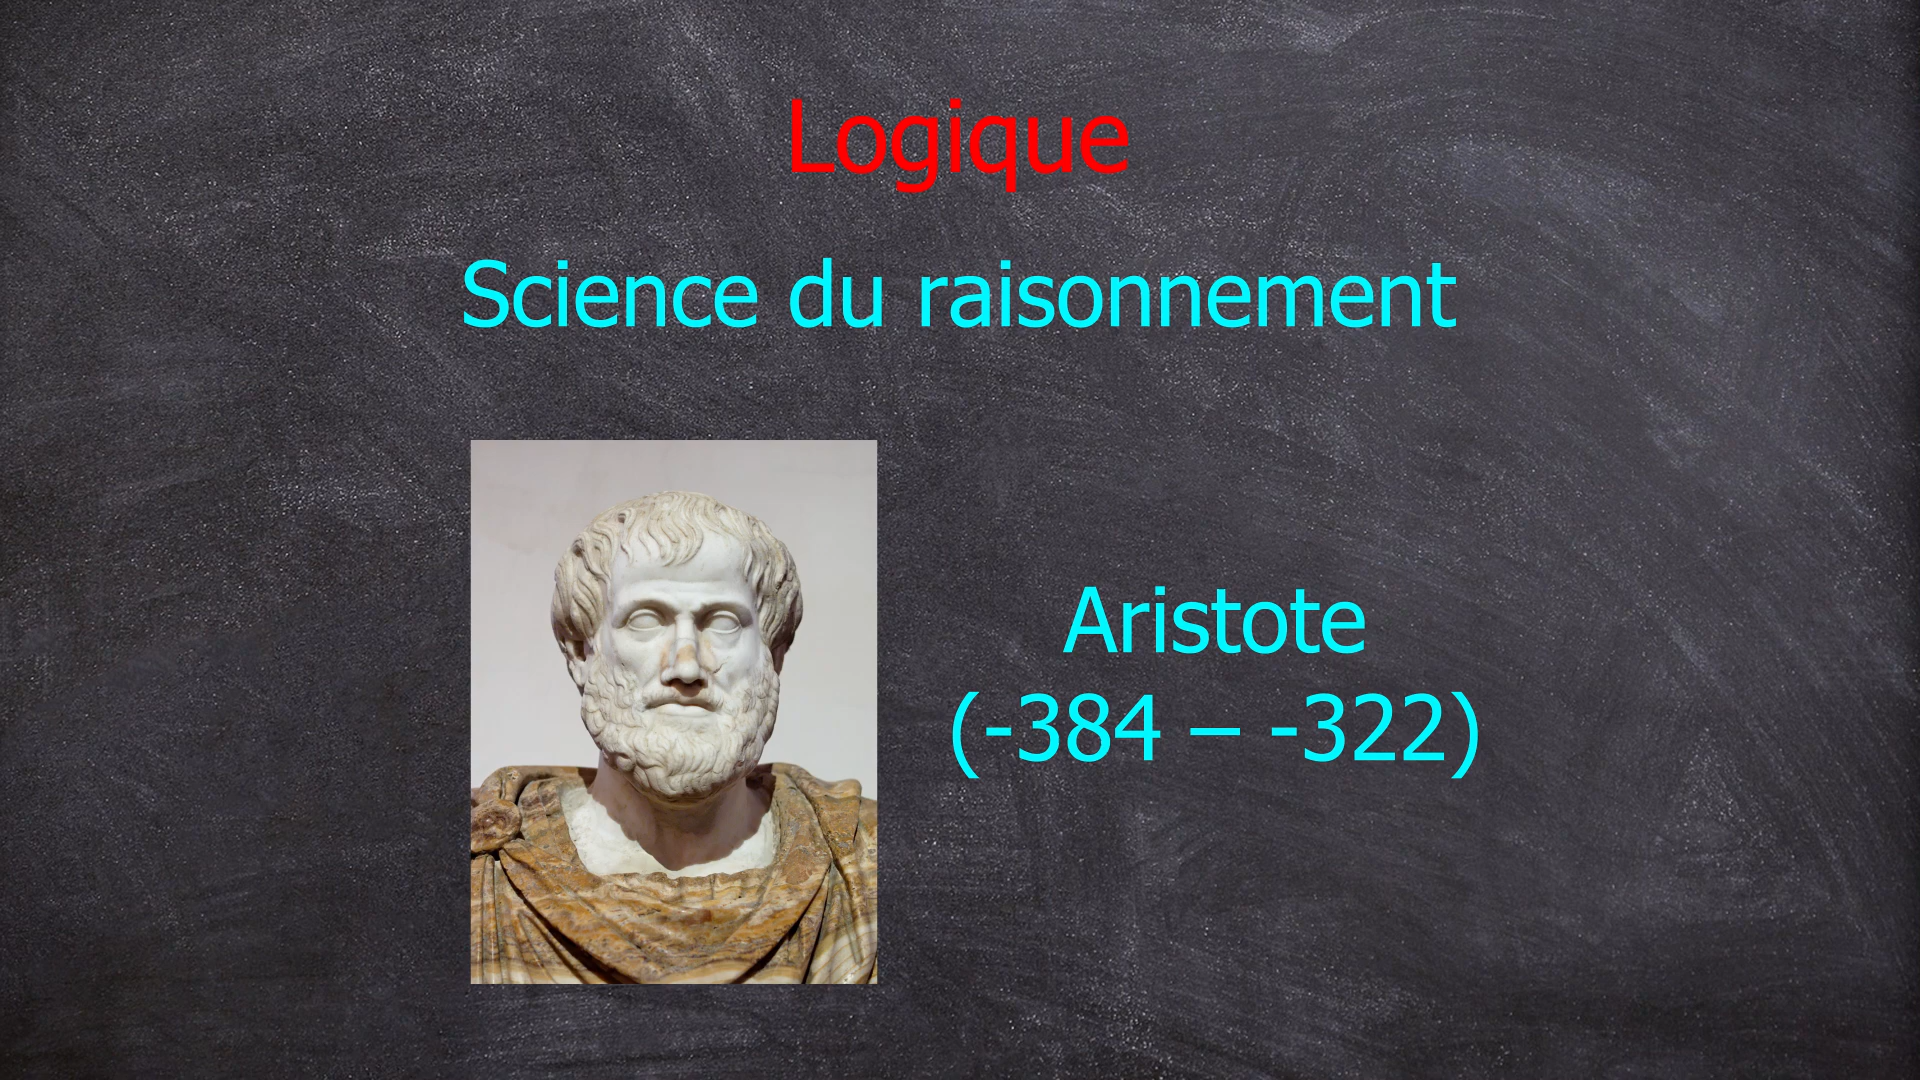 Logique
Science du raisonnement
Aristote
(-384 – -322)